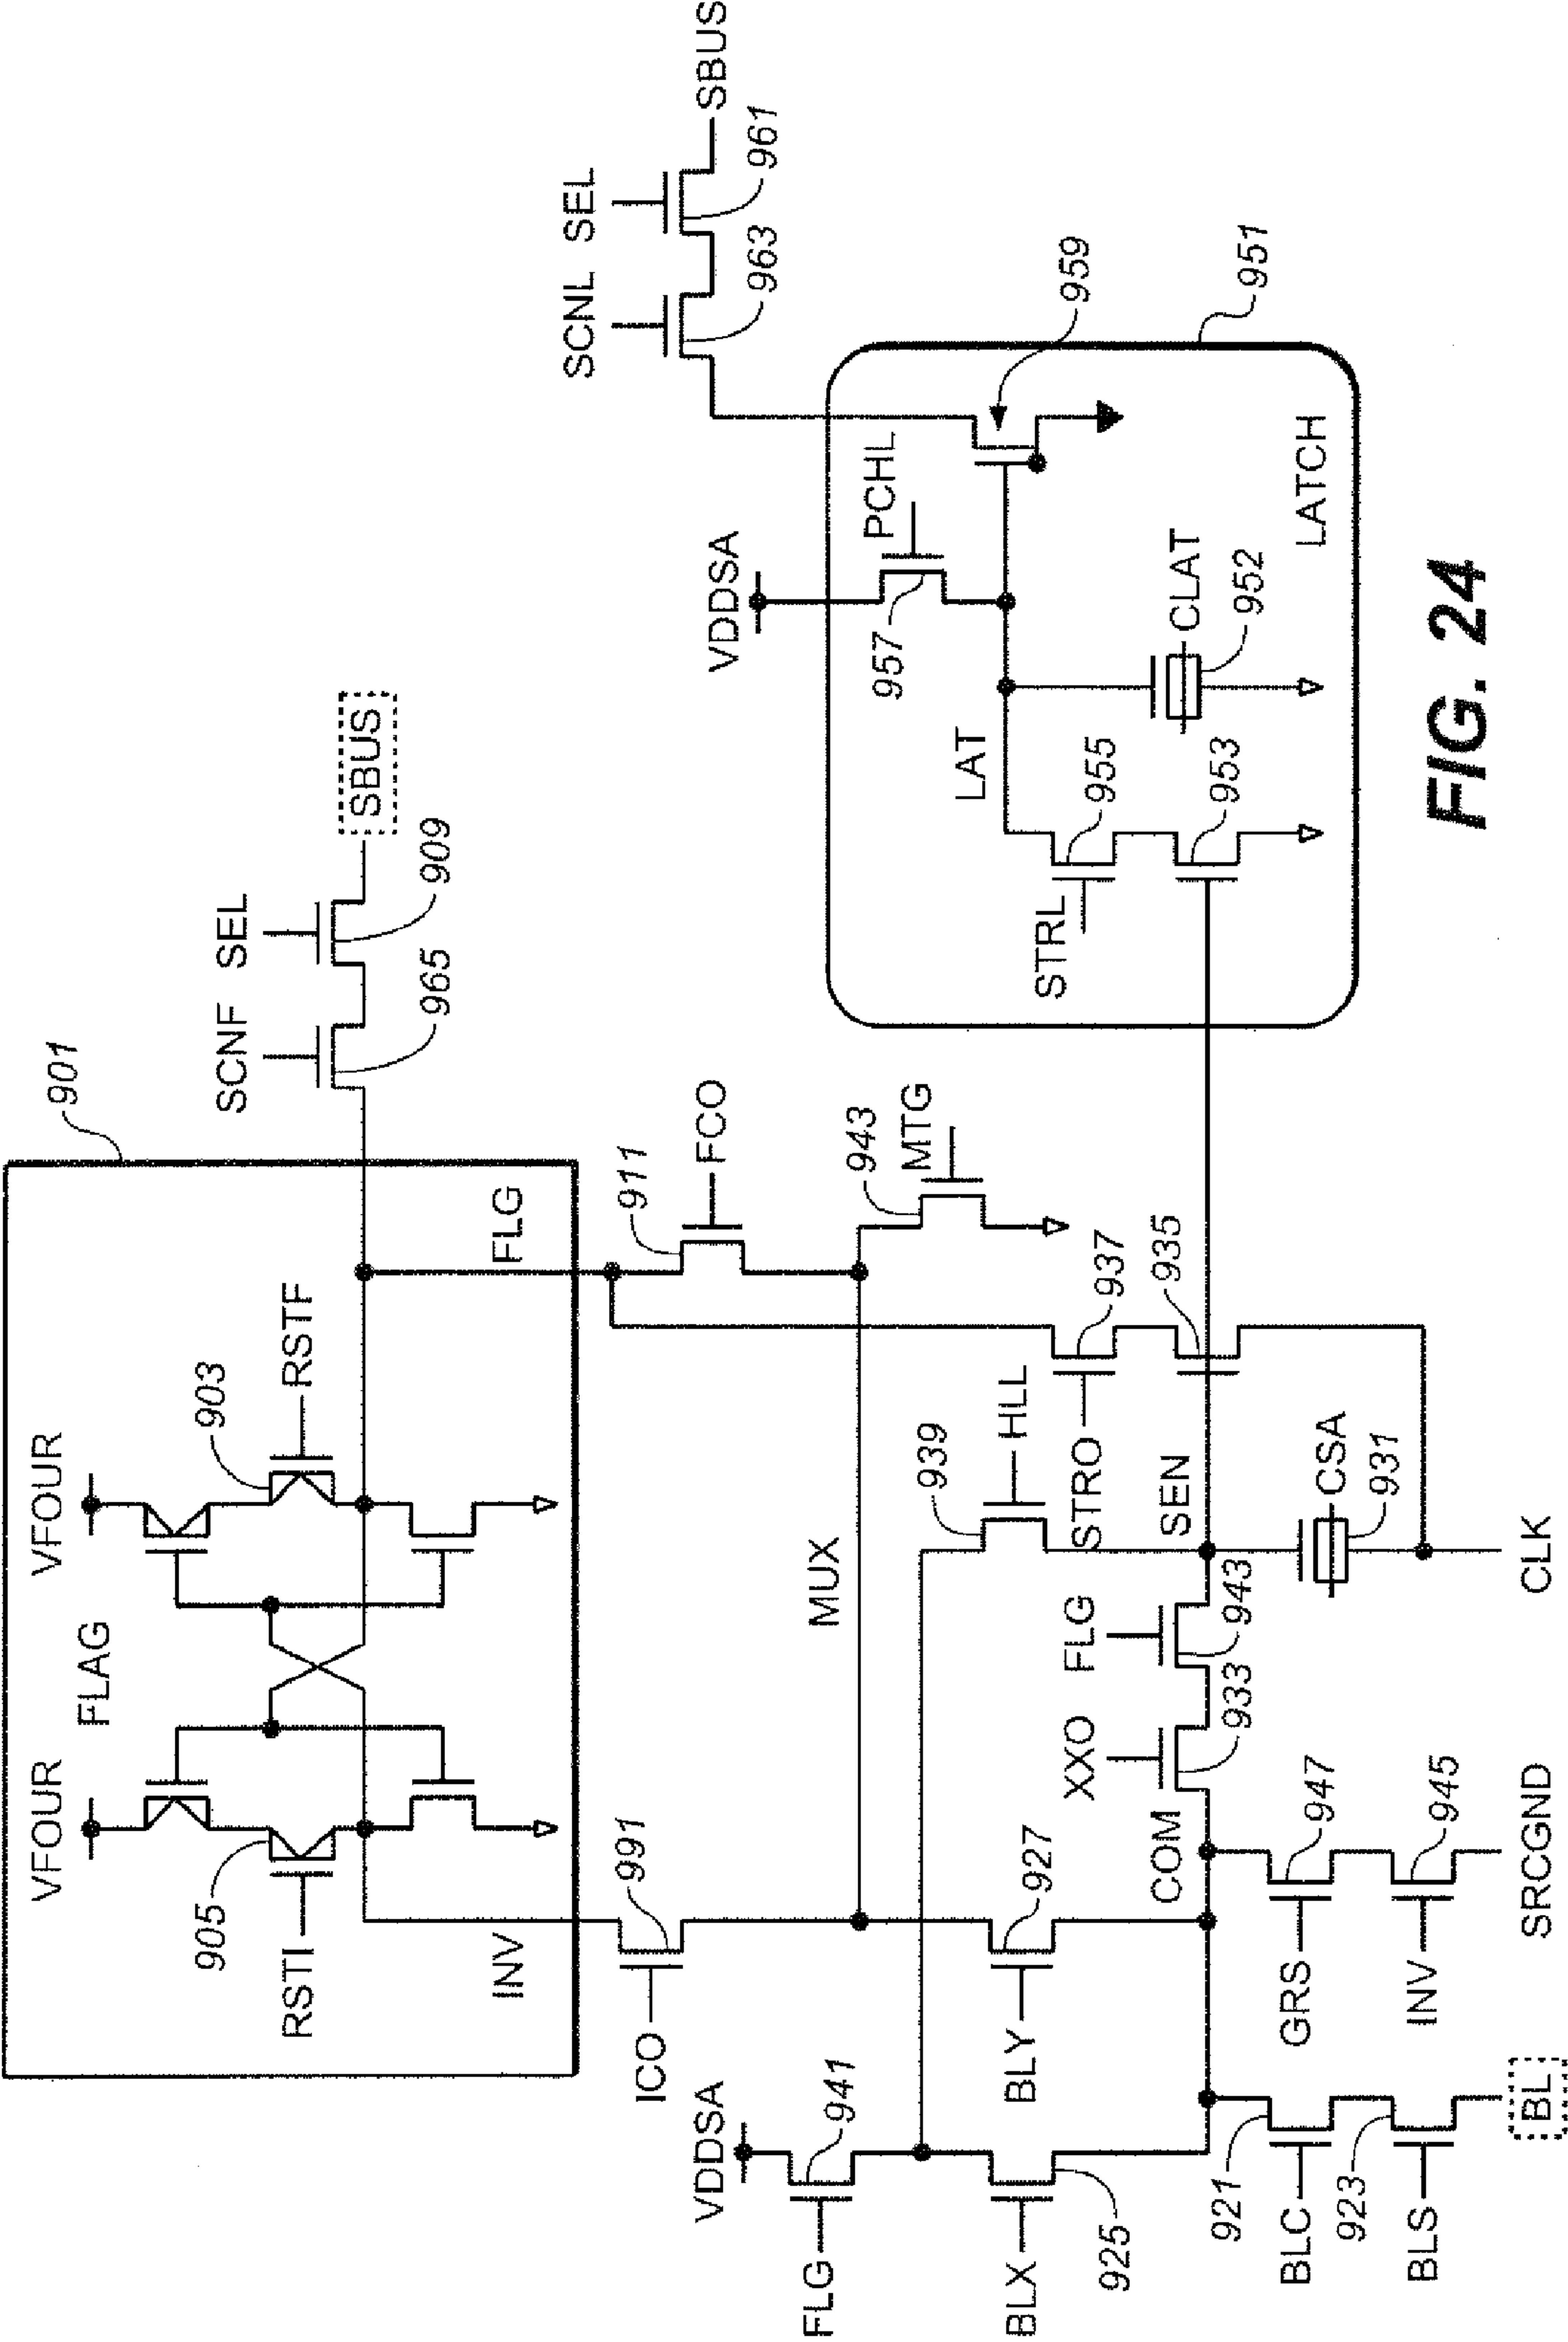 901
VFOUR
VFOUR
FLAG
905
903
RSTI
RSTF
INV
FLG
SCNF
SEL
965
909
SBUS
ICO
991
911
FCO
MUX
943
MTG
VDDSA
FLG
941
BLX
925
BLY
927
939
HLL
STRO
937
935
SEN
COM
XXO
933
FLG
943
CSA
931
CLK
921
BLC
923
BLS
BL
GRS
947
INV
945
SRCGND
SCNL
SEL
963
961
SBUS
VDDSA
PCHL
957
959
LAT
STRL
955
953
CLAT
952
LATCH
951
FIG. 24